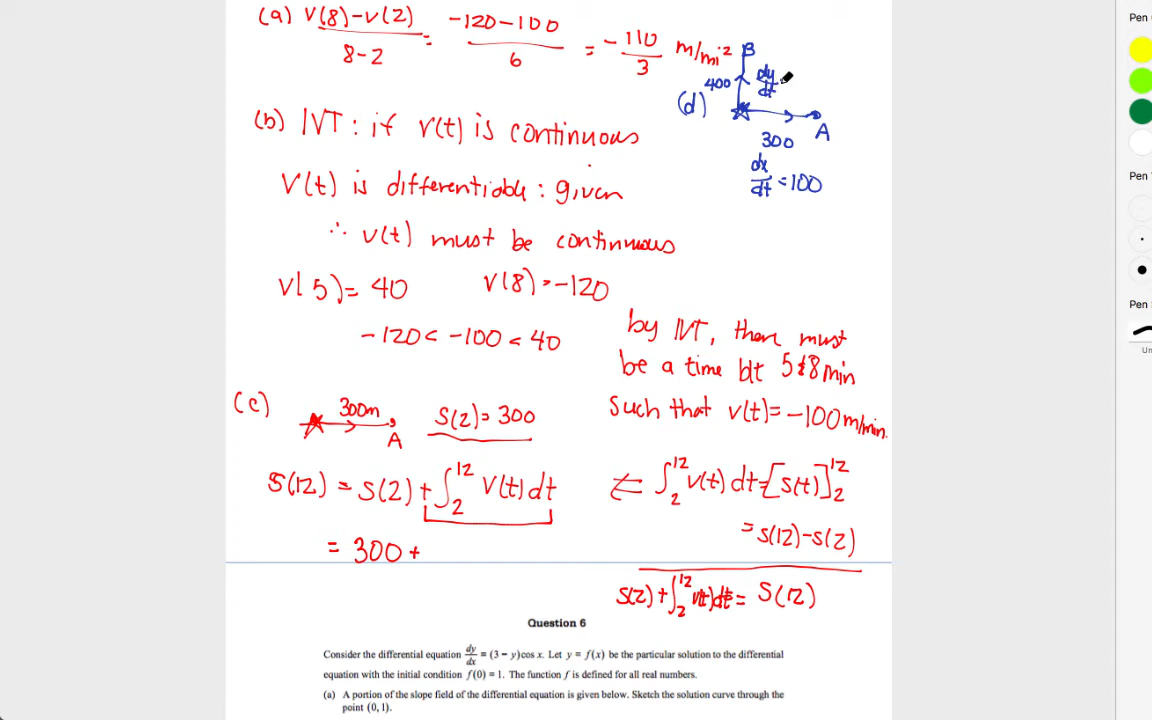 (a) V(8)-v(2) / 8-2 = -120-100 / 6 = -110/3 m/mi²
(d) B
400 dy/dt
A
300
dx/dt = 100
(b) IVT : if v(t) is continuous
V(t) is differentiable : given
∴ v(t) must be continuous
V(5) = 40 V(8) = -120
-120 < -100 < 40
by IVT, there must
be a time bt 5 & 8 min
such that v(t) = -100 m/min.
(c) 300m A S(2) = 300
S(12) = S(2) + ∫₂¹² V(t) dt
= 300 +
⇐ ∫₂¹² v(t) dt = [S(t)]₂¹²
= S(12) - S(2)
S(2) + ∫₂¹² v(t) dt = S(12)
Question 6
Consider the differential equation dy/dx = (3 − y)cos x. Let y = f(x) be the particular solution to the differential
equation with the initial condition f(0) = 1. The function f is defined for all real numbers.
(a) A portion of the slope field of the differential equation is given below. Sketch the solution curve through the
point (0, 1).
Pen
Pen
Pen